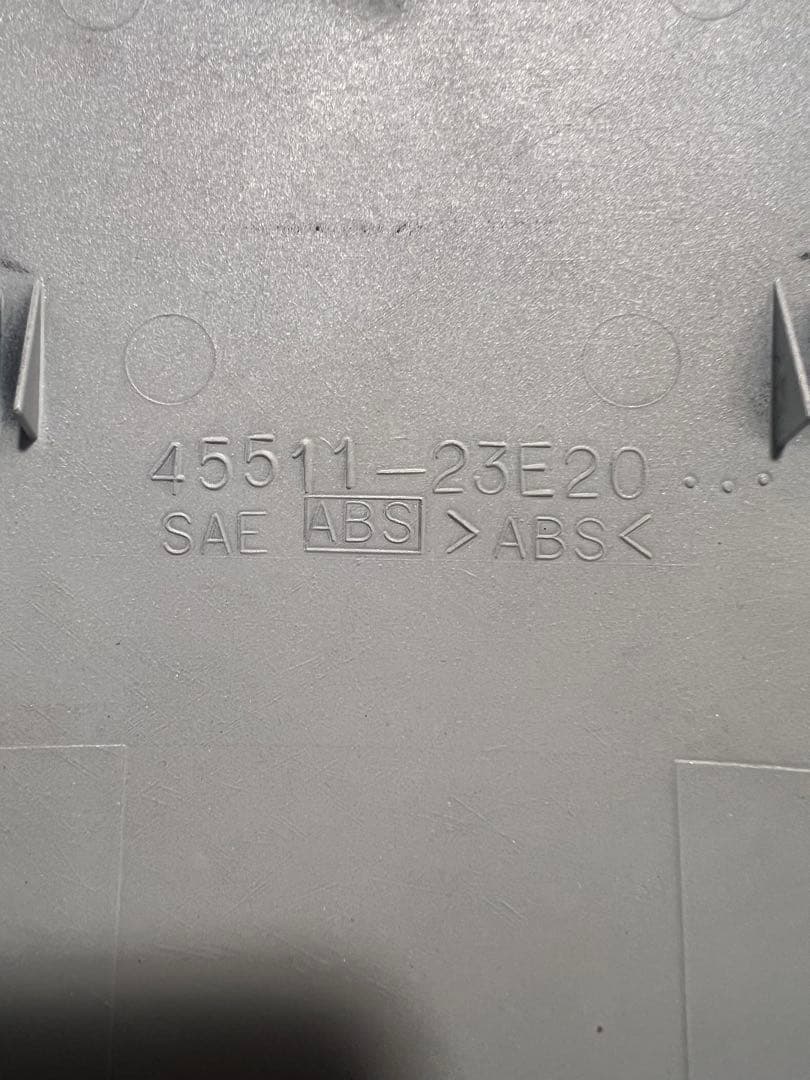 45511-23E20 ...
SAE ABS >ABS<